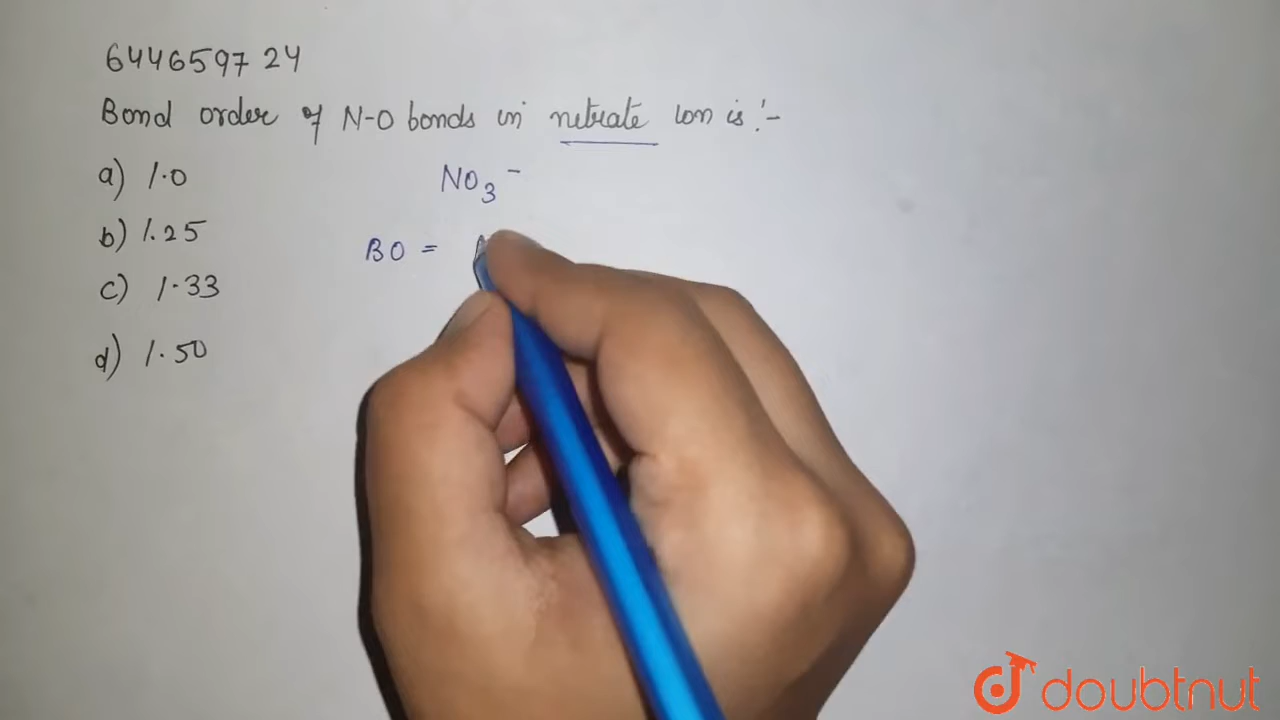 644659724
Bond order of N-O bonds in netrate ion is :-
a) 1.0
NO3 -
b) 1.25
BO =
c) 1.33
d) 1.50
doubtnut